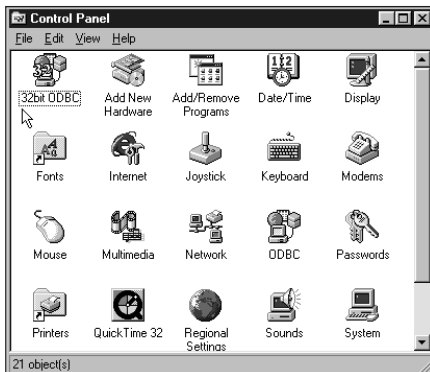 Control Panel
File Edit View Help
32bit ODBC
Add New
Hardware
Add/Remove
Programs
Date/Time
Display
Fonts
Internet
Joystick
Keyboard
Modems
Mouse
Multimedia
Network
ODBC
Passwords
Printers
QuickTime 32
Regional
Settings
Sounds
System
21 object(s)